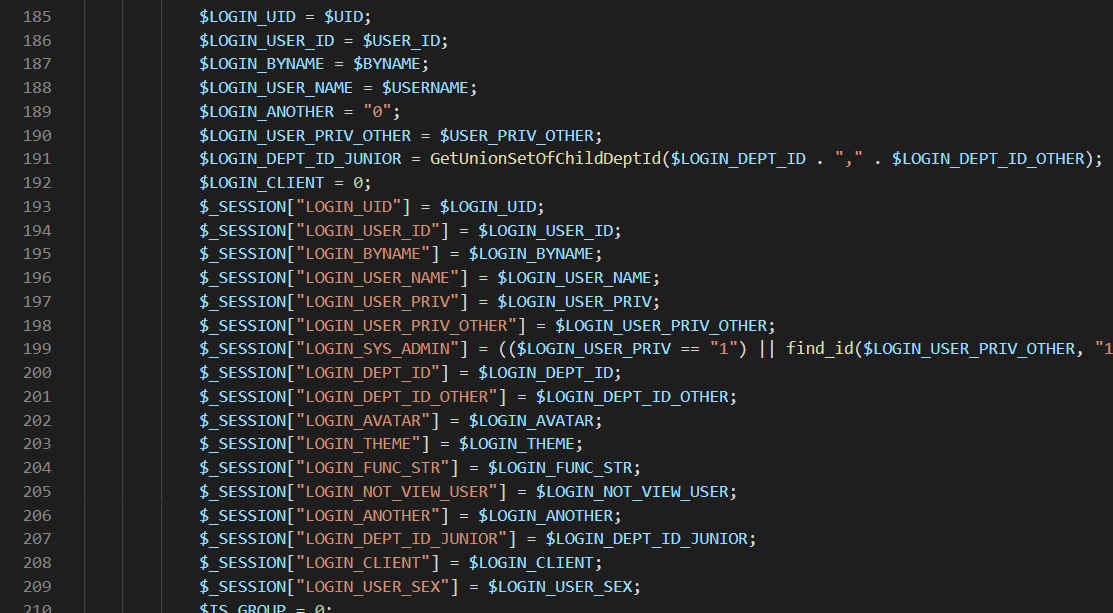 185 $LOGIN_UID = $UID;
186 $LOGIN_USER_ID = $USER_ID;
187 $LOGIN_BYNAME = $BYNAME;
188 $LOGIN_USER_NAME = $USERNAME;
189 $LOGIN_ANOTHER = "0";
190 $LOGIN_USER_PRIV_OTHER = $USER_PRIV_OTHER;
191 $LOGIN_DEPT_ID_JUNIOR = GetUnionSetOfChildDeptId($LOGIN_DEPT_ID . "," . $LOGIN_DEPT_ID_OTHER);
192 $LOGIN_CLIENT = 0;
193 $_SESSION["LOGIN_UID"] = $LOGIN_UID;
194 $_SESSION["LOGIN_USER_ID"] = $LOGIN_USER_ID;
195 $_SESSION["LOGIN_BYNAME"] = $LOGIN_BYNAME;
196 $_SESSION["LOGIN_USER_NAME"] = $LOGIN_USER_NAME;
197 $_SESSION["LOGIN_USER_PRIV"] = $LOGIN_USER_PRIV;
198 $_SESSION["LOGIN_USER_PRIV_OTHER"] = $LOGIN_USER_PRIV_OTHER;
199 $_SESSION["LOGIN_SYS_ADMIN"] = (($LOGIN_USER_PRIV == "1") || find_id($LOGIN_USER_PRIV_OTHER, "1
200 $_SESSION["LOGIN_DEPT_ID"] = $LOGIN_DEPT_ID;
201 $_SESSION["LOGIN_DEPT_ID_OTHER"] = $LOGIN_DEPT_ID_OTHER;
202 $_SESSION["LOGIN_AVATAR"] = $LOGIN_AVATAR;
203 $_SESSION["LOGIN_THEME"] = $LOGIN_THEME;
204 $_SESSION["LOGIN_FUNC_STR"] = $LOGIN_FUNC_STR;
205 $_SESSION["LOGIN_NOT_VIEW_USER"] = $LOGIN_NOT_VIEW_USER;
206 $_SESSION["LOGIN_ANOTHER"] = $LOGIN_ANOTHER;
207 $_SESSION["LOGIN_DEPT_ID_JUNIOR"] = $LOGIN_DEPT_ID_JUNIOR;
208 $_SESSION["LOGIN_CLIENT"] = $LOGIN_CLIENT;
209 $_SESSION["LOGIN_USER_SEX"] = $LOGIN_USER_SEX;
210 $IS_GROUP = 0;